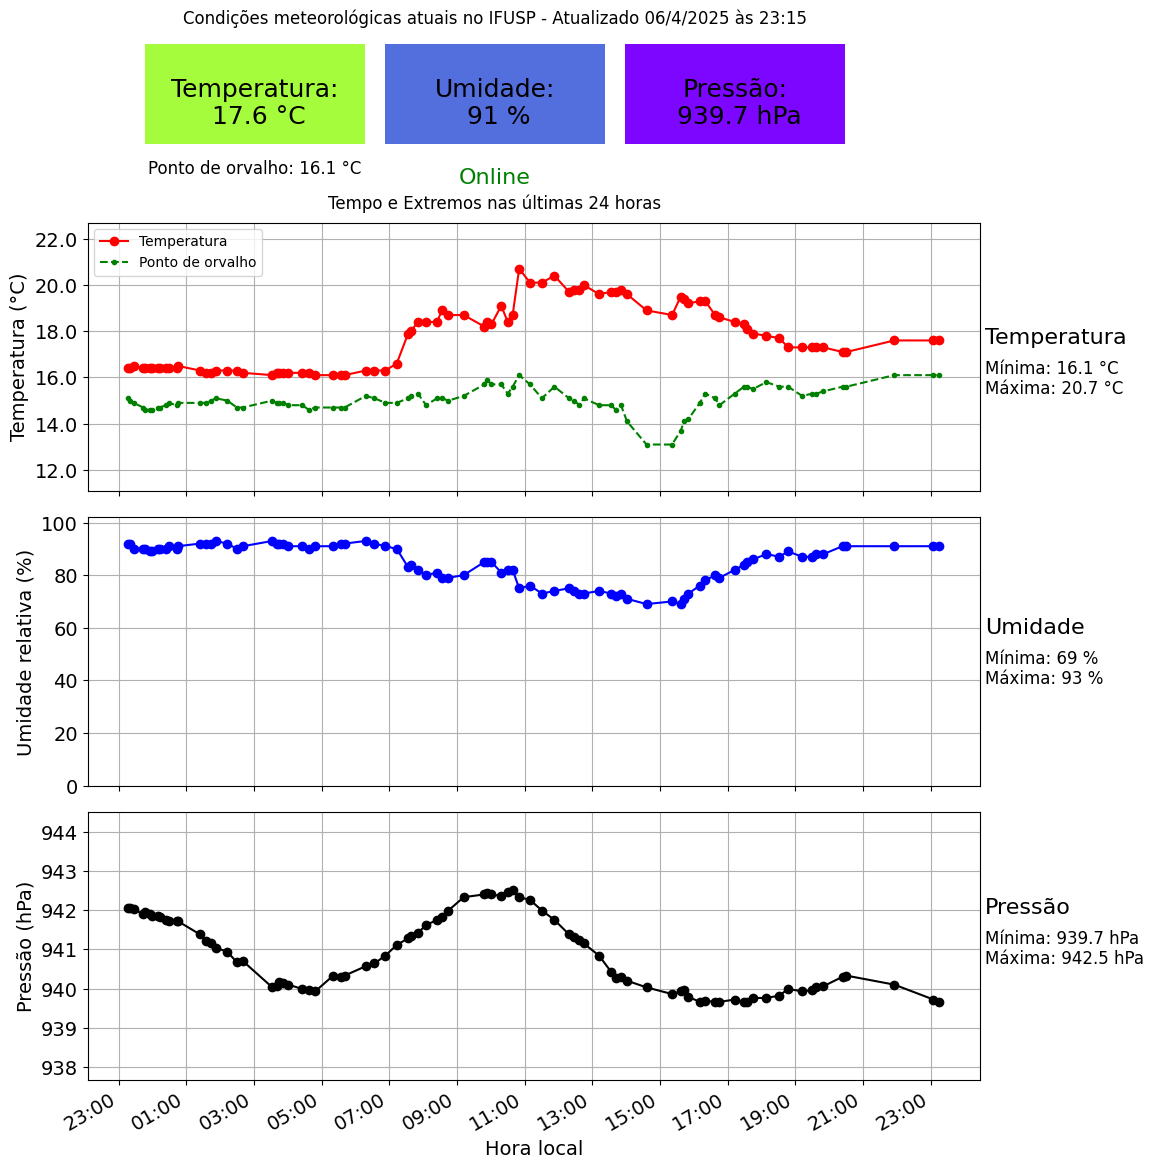 Condições meteorológicas atuais no IFUSP - Atualizado 06/4/2025 às 23:15
Temperatura:
17.6 °C
Umidade:
91 %
Pressão:
939.7 hPa
Ponto de orvalho: 16.1 °C
Online
Tempo e Extremos nas últimas 24 horas
Temperatura (°C)
22.0
20.0
18.0
16.0
14.0
12.0
Temperatura
Ponto de orvalho
Temperatura
Mínima: 16.1 °C
Máxima: 20.7 °C
Umidade relativa (%)
100
80
60
40
20
0
Umidade
Mínima: 69 %
Máxima: 93 %
Pressão (hPa)
944
943
942
941
940
939
938
Pressão
Mínima: 939.7 hPa
Máxima: 942.5 hPa
23:00
01:00
03:00
05:00
07:00
09:00
11:00
13:00
15:00
17:00
19:00
21:00
23:00
Hora local